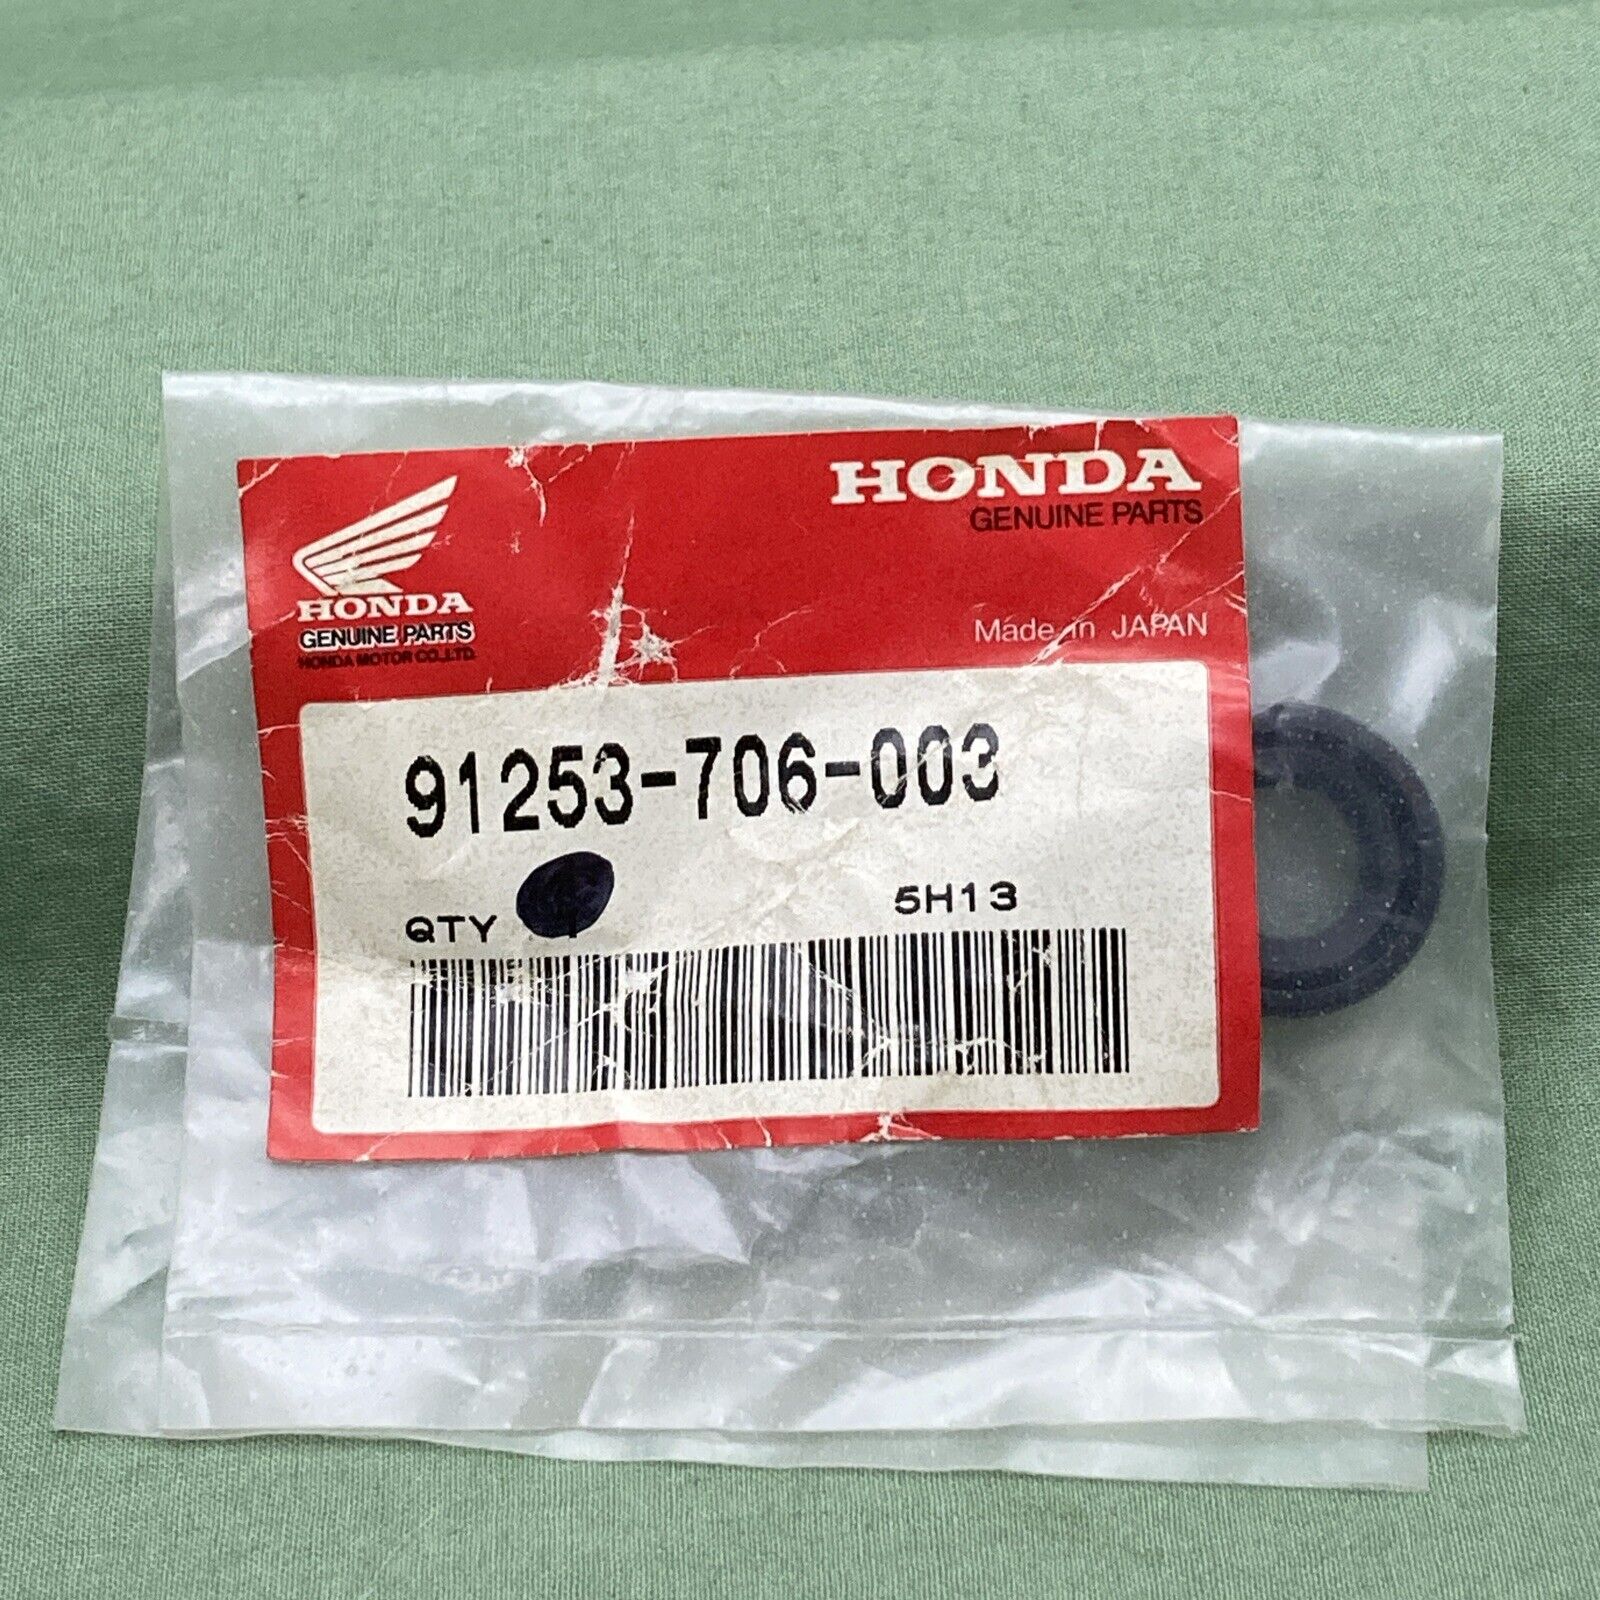 HONDA
GENUINE PARTS
HONDA
GENUINE PARTS
HONDA MOTOR CO.,LTD.
Made in JAPAN
91253-706-003
QTY
5H13